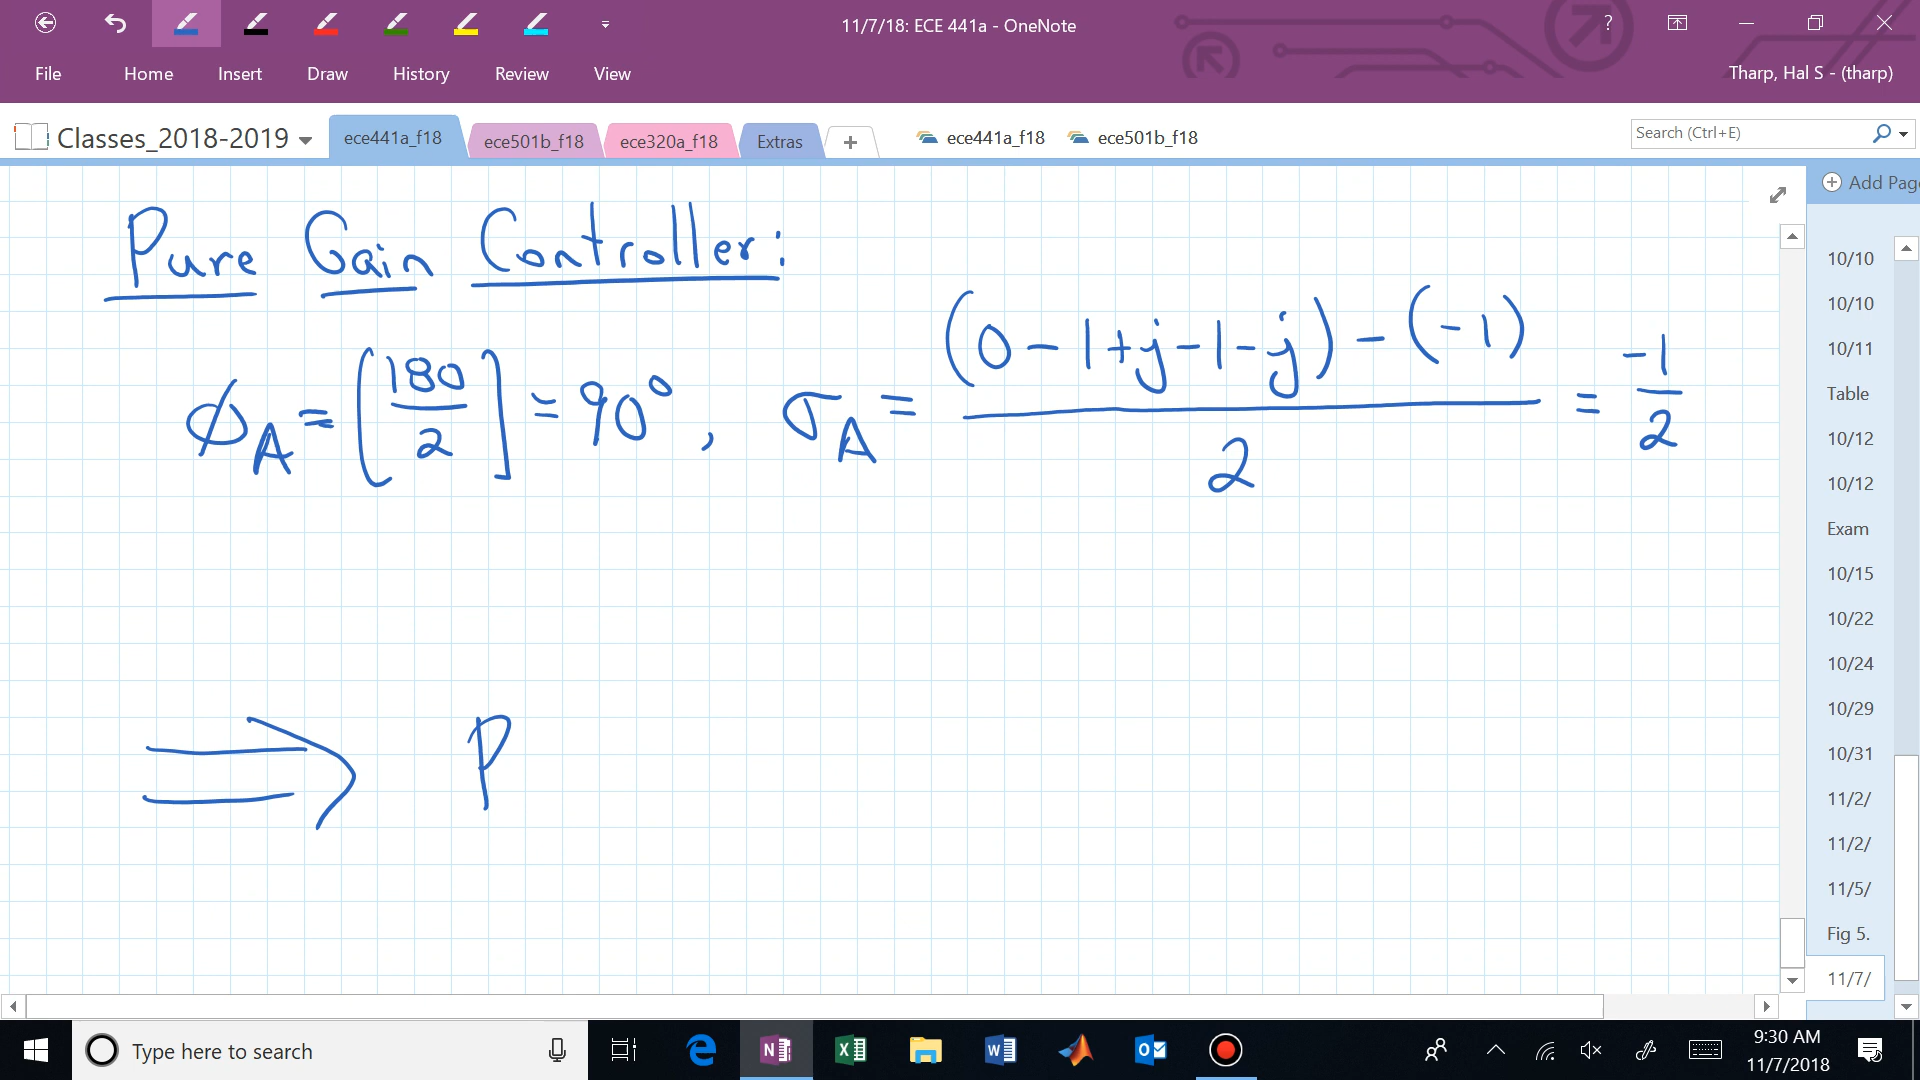 11/7/18: ECE 441a - OneNote
?
File Home Insert Draw History Review View
Tharp, Hal S - (tharp)
Classes_2018-2019
ece441a_f18 ece501b_f18 ece320a_f18 Extras + ece441a_f18 ece501b_f18
Search (Ctrl+E)
Add Pag
Pure Gain Controller:
ϕ_A = [180/2] = 90°, σ_A = ((0 - 1 + j - 1 - j) - (-1))/2 = -1/2
⇒ P
10/10
10/10
10/11
Table
10/12
10/12
Exam
10/15
10/22
10/24
10/29
10/31
11/2/
11/2/
11/5/
Fig 5.
11/7/
Type here to search
9:30 AM
11/7/2018